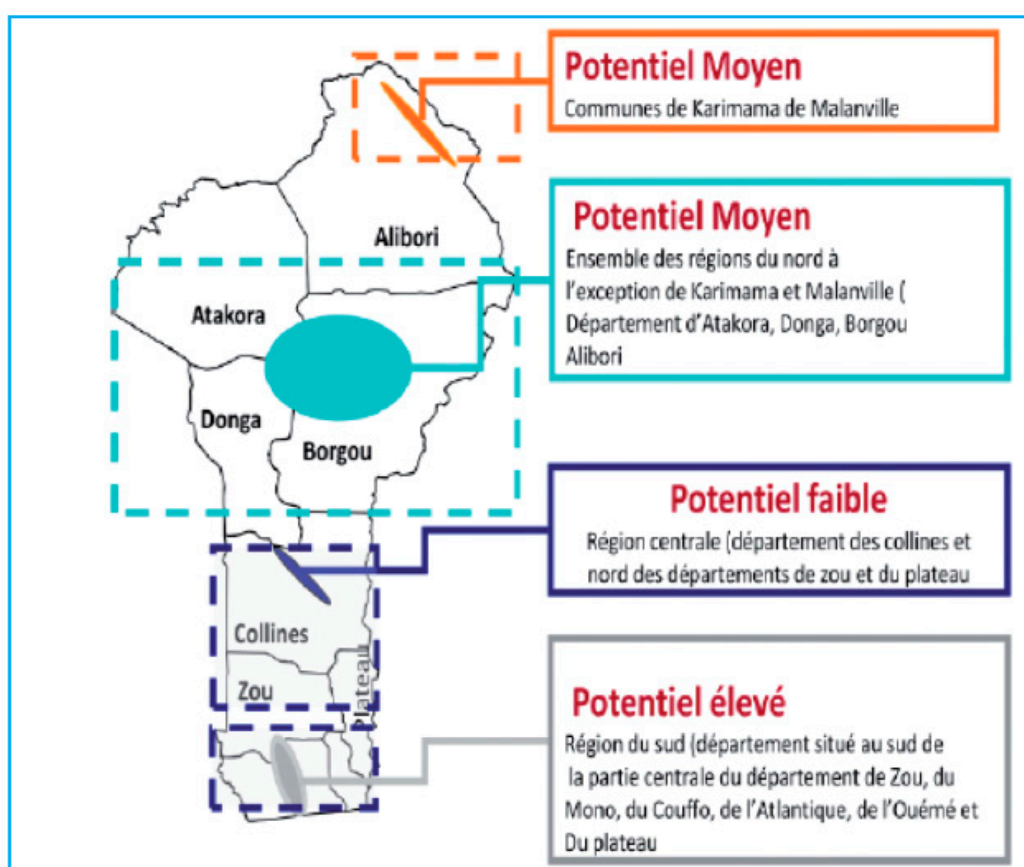 Potentiel Moyen
Communes de Karimama de Malanville
Potentiel Moyen
Ensemble des régions du nord à
l'exception de Karimama et Malanville (
Département d'Atakora, Donga, Borgou
Alibori
Alibori
Atakora
Donga
Borgou
Potentiel faible
Région centrale (département des collines et
nord des départements de zou et du plateau
Collines
Zou
Plateau
Potentiel élevé
Région du sud (département situé au sud de
la partie centrale du département de Zou, du
Mono, du Couffo, de l'Atlantique, de l'Ouémé et
Du plateau